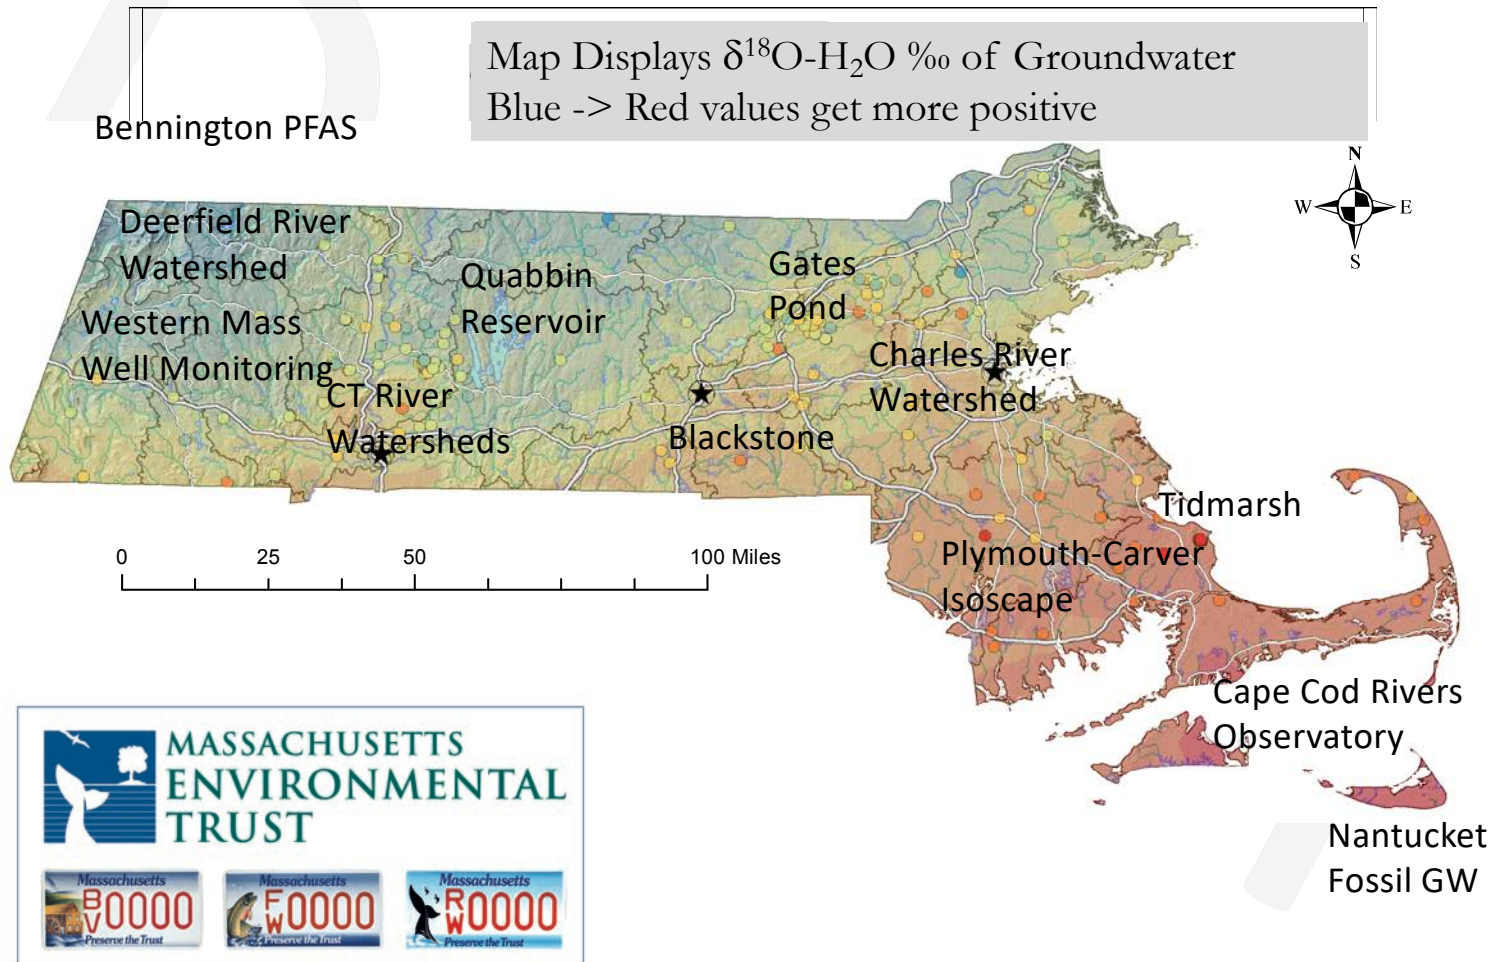 Map Displays δ¹⁸O-H₂O ‰ of Groundwater
Blue -> Red values get more positive
Bennington PFAS
N
W
E
S
Deerfield River
Watershed
Quabbin
Reservoir
Gates
Pond
Western Mass
Well Monitoring
CT River
Watersheds
Charles River
Watershed
Blackstone
Tidmarsh
Plymouth-Carver
Isoscape
0 25 50 100 Miles
Cape Cod Rivers
Observatory
Nantucket
Fossil GW
MASSACHUSETTS
ENVIRONMENTAL
TRUST
Massachusetts
BV0000
Preserve the Trust
Massachusetts
FW0000
Preserve the Trust
Massachusetts
RW0000
Preserve the Trust